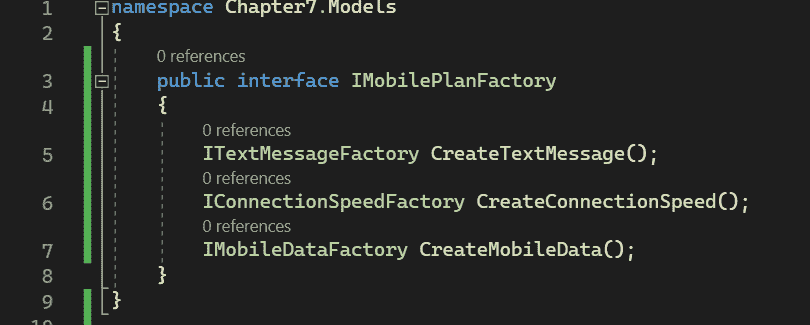 1 namespace Chapter7.Models
2 {
0 references
3 public interface IMobilePlanFactory
4 {
0 references
5 ITextMessageFactory CreateTextMessage();
0 references
6 IConnectionSpeedFactory CreateConnectionSpeed();
0 references
7 IMobileDataFactory CreateMobileData();
8 }
9 }
10